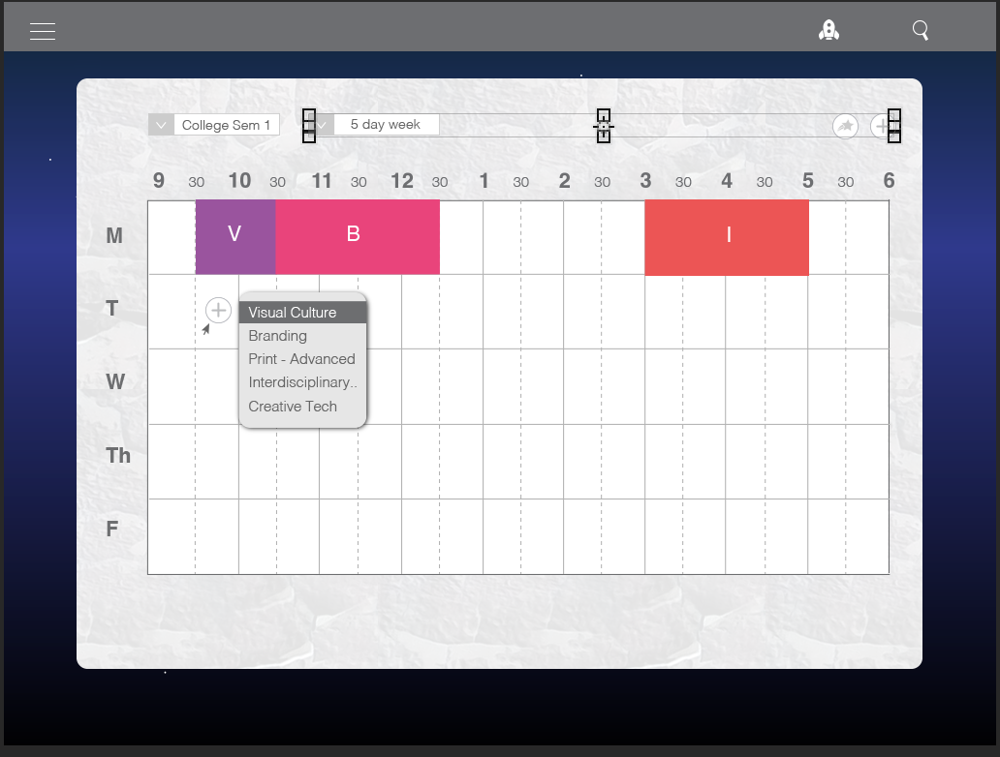 College Sem 1 5 day week
9 30 10 30 11 30 12 30 1 30 2 30 3 30 4 30 5 30 6
M V B I
T
Visual Culture
Branding
Print - Advanced
Interdisciplinary..
W
Creative Tech
Th
F